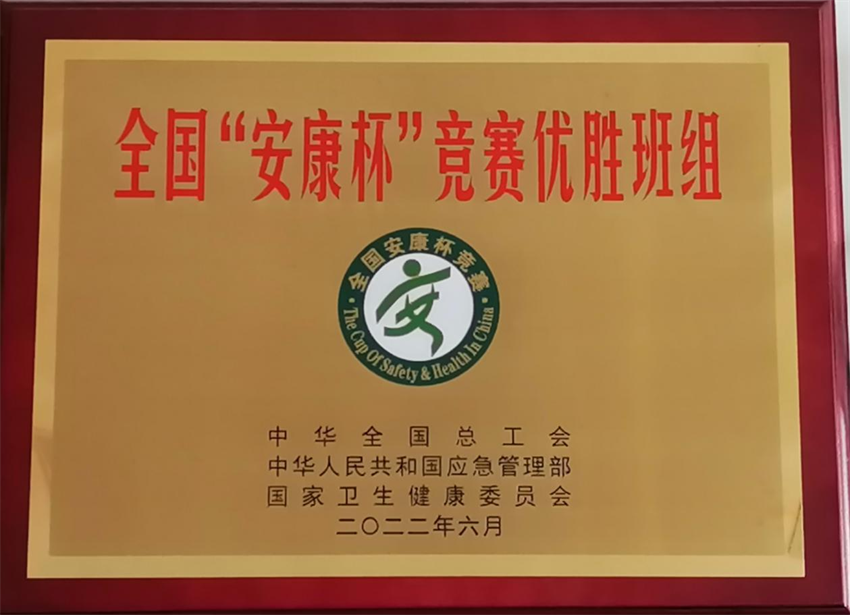 全国“安康杯”竞赛优胜班组
·全国安康杯竞赛·
The Cup Of Safety & Health In China
安
中华全国总工会
中华人民共和国应急管理部
国家卫生健康委员会
二〇二二年六月